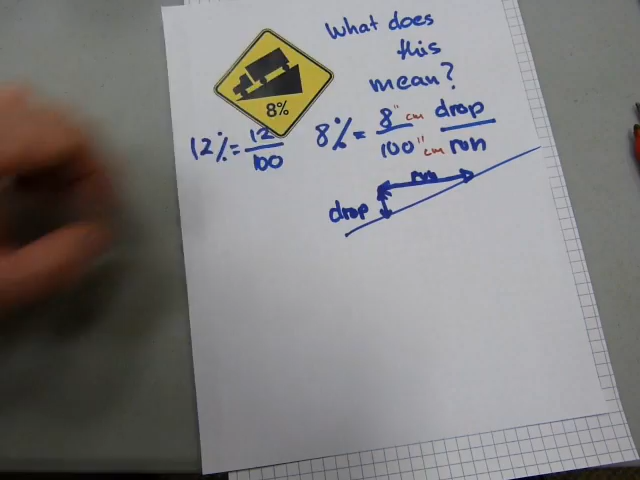 What does
this
mean?
8%
12% = 12/100
8% = 8" cm/100" cm drop/run
run
drop